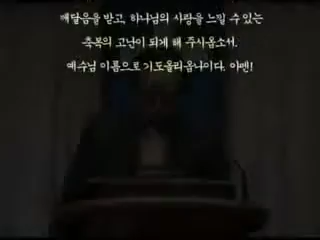 깨달음을 받고, 하나님의 사랑을 느낄 수 있는
축복의 고난이 되게 해 주시옵소서.
예수님 이름으로 기도올리옵나이다. 아멘!